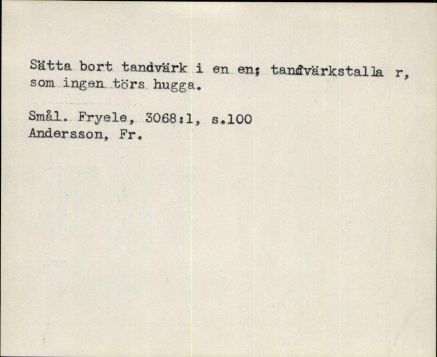 Sätta bort tandvärk i en en; tandvärkstalla r,
som ingen törs hugga.
Smål. Fryele, 3068:1, s.100
Andersson, Fr.